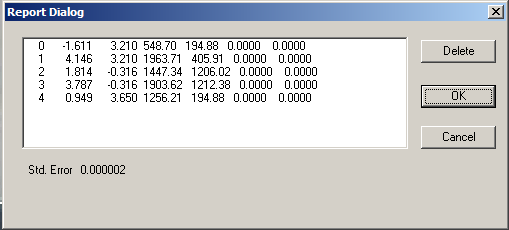 Report Dialog
0 -1.611 3.210 548.70 194.88 0.0000 0.0000
1 4.146 3.210 1963.71 405.91 0.0000 0.0000
2 1.814 -0.316 1447.34 1206.02 0.0000 0.0000
3 3.787 -0.316 1903.62 1212.38 0.0000 0.0000
4 0.949 3.650 1256.21 194.88 0.0000 0.0000
Delete
OK
Cancel
Std. Error 0.000002